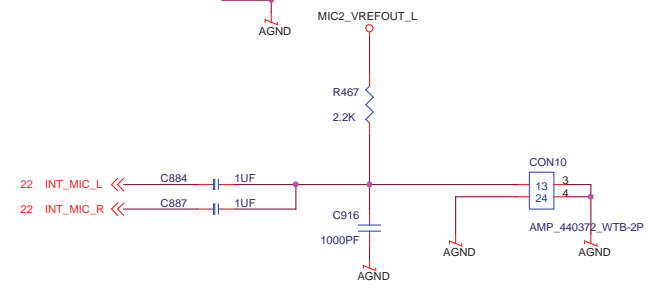 AGND
MIC2_VREFOUT_L
R467
2.2K
CON10
22 INT_MIC_L C884 1UF 13 3
22 INT_MIC_R C887 1UF 24 4
C916
1000PF
AMP_440372_WTB-2P
AGND AGND
AGND